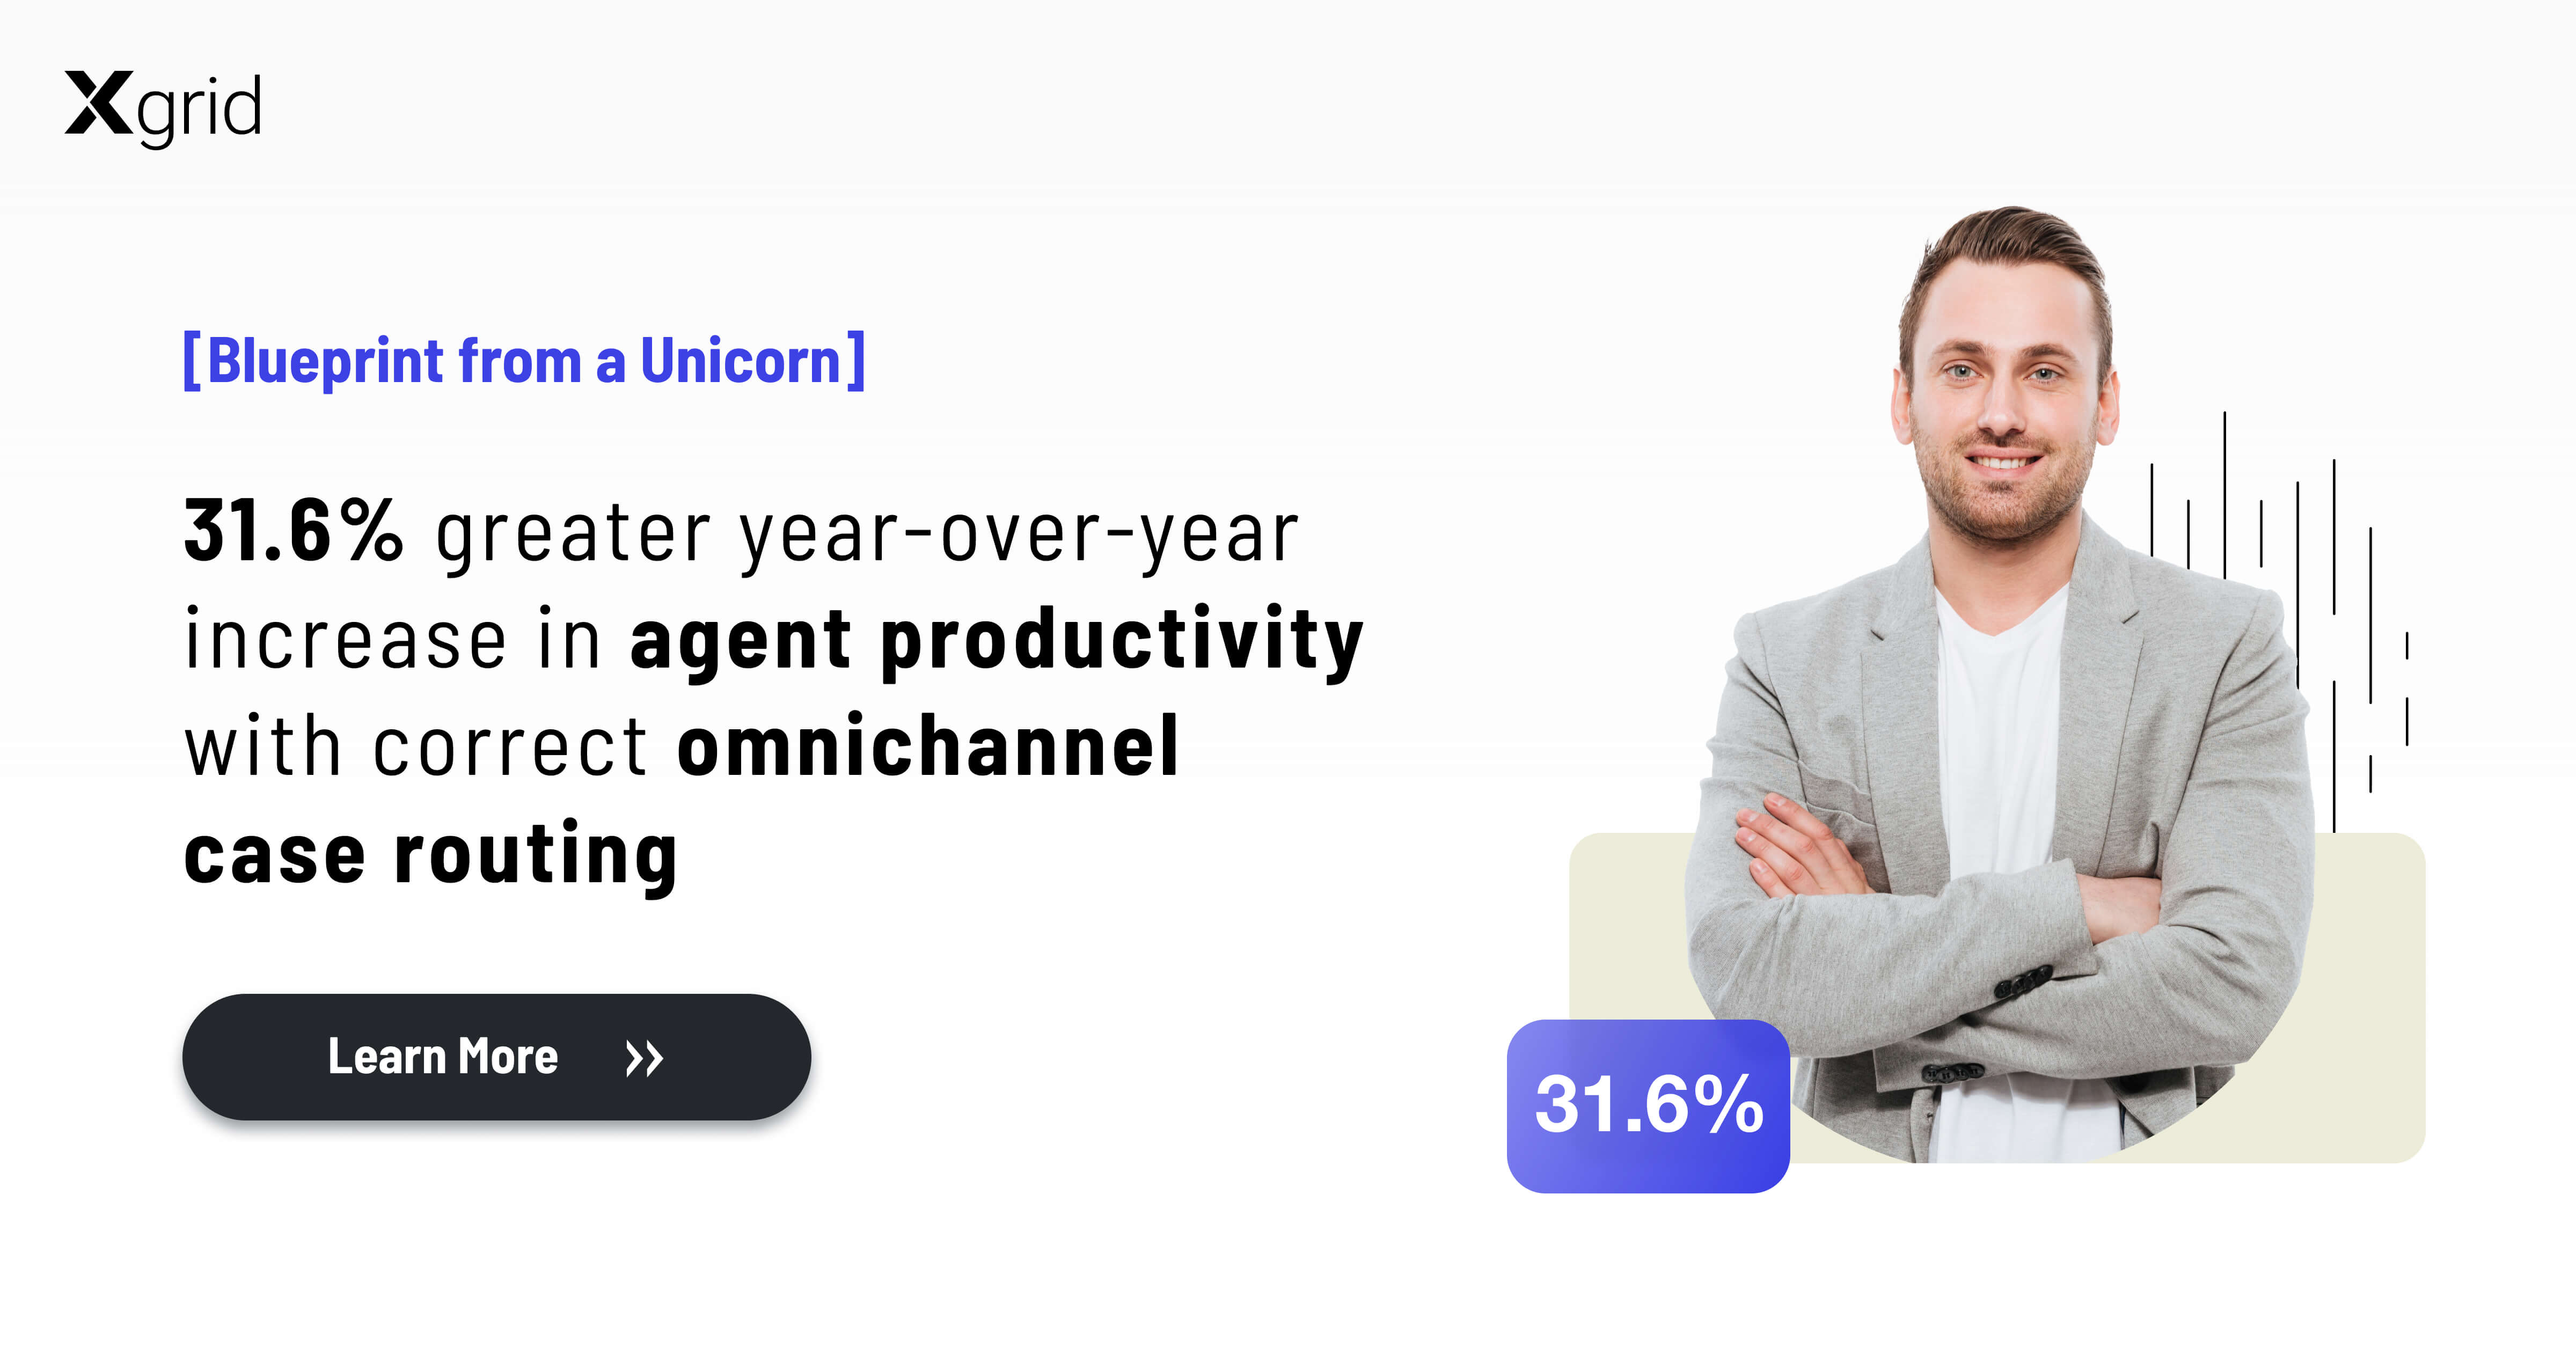 Xgrid
[Blueprint from a Unicorn]
31.6% greater year-over-year
increase in agent productivity
with correct omnichannel
case routing
Learn More
31.6%